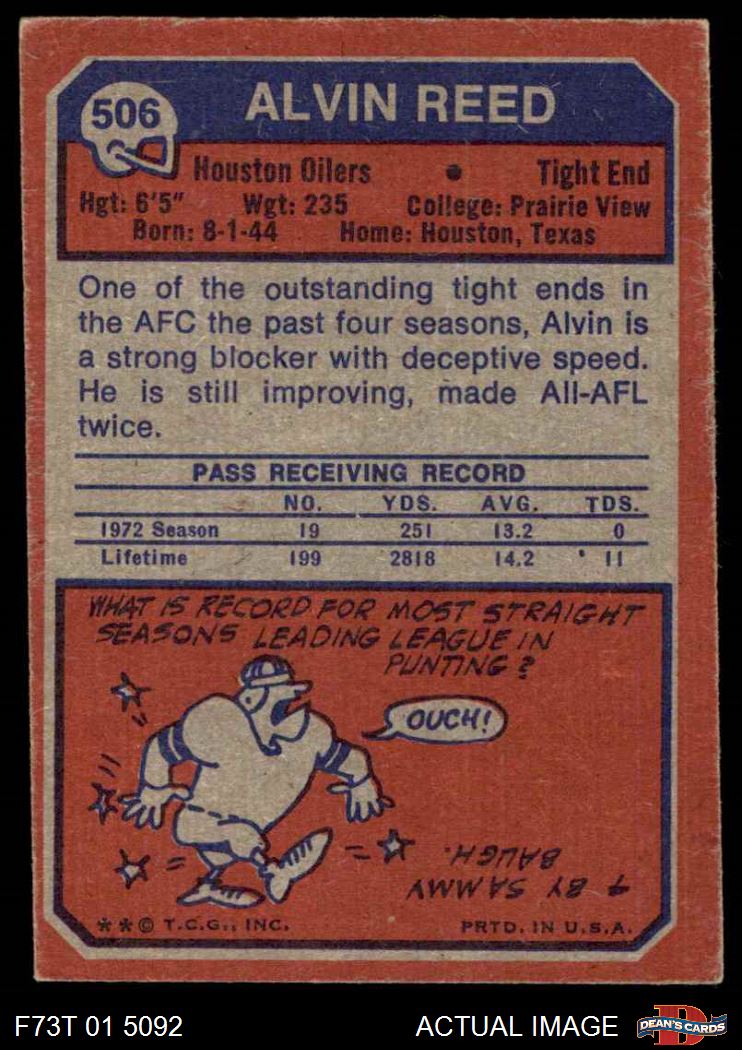 506
ALVIN REED
Houston Oilers • Tight End
Hgt: 6'5" Wgt: 235 College: Prairie View
Born: 8-1-44 Home: Houston, Texas
One of the outstanding tight ends in
the AFC the past four seasons, Alvin is
a strong blocker with deceptive speed.
He is still improving, made All-AFL
twice.
PASS RECEIVING RECORD
NO. YDS. AVG. TDS.
1972 Season 19 251 13.2 0
Lifetime 199 2818 14.2 11
WHAT IS RECORD FOR MOST STRAIGHT
SEASONS LEADING LEAGUE IN
PUNTING?
OUCH!
4 BY SAMMY
BAUGH.
**© T.C.G., INC. PRTD. IN U.S.A.
F73T 01 5092 ACTUAL IMAGE
DEAN'S CARDS